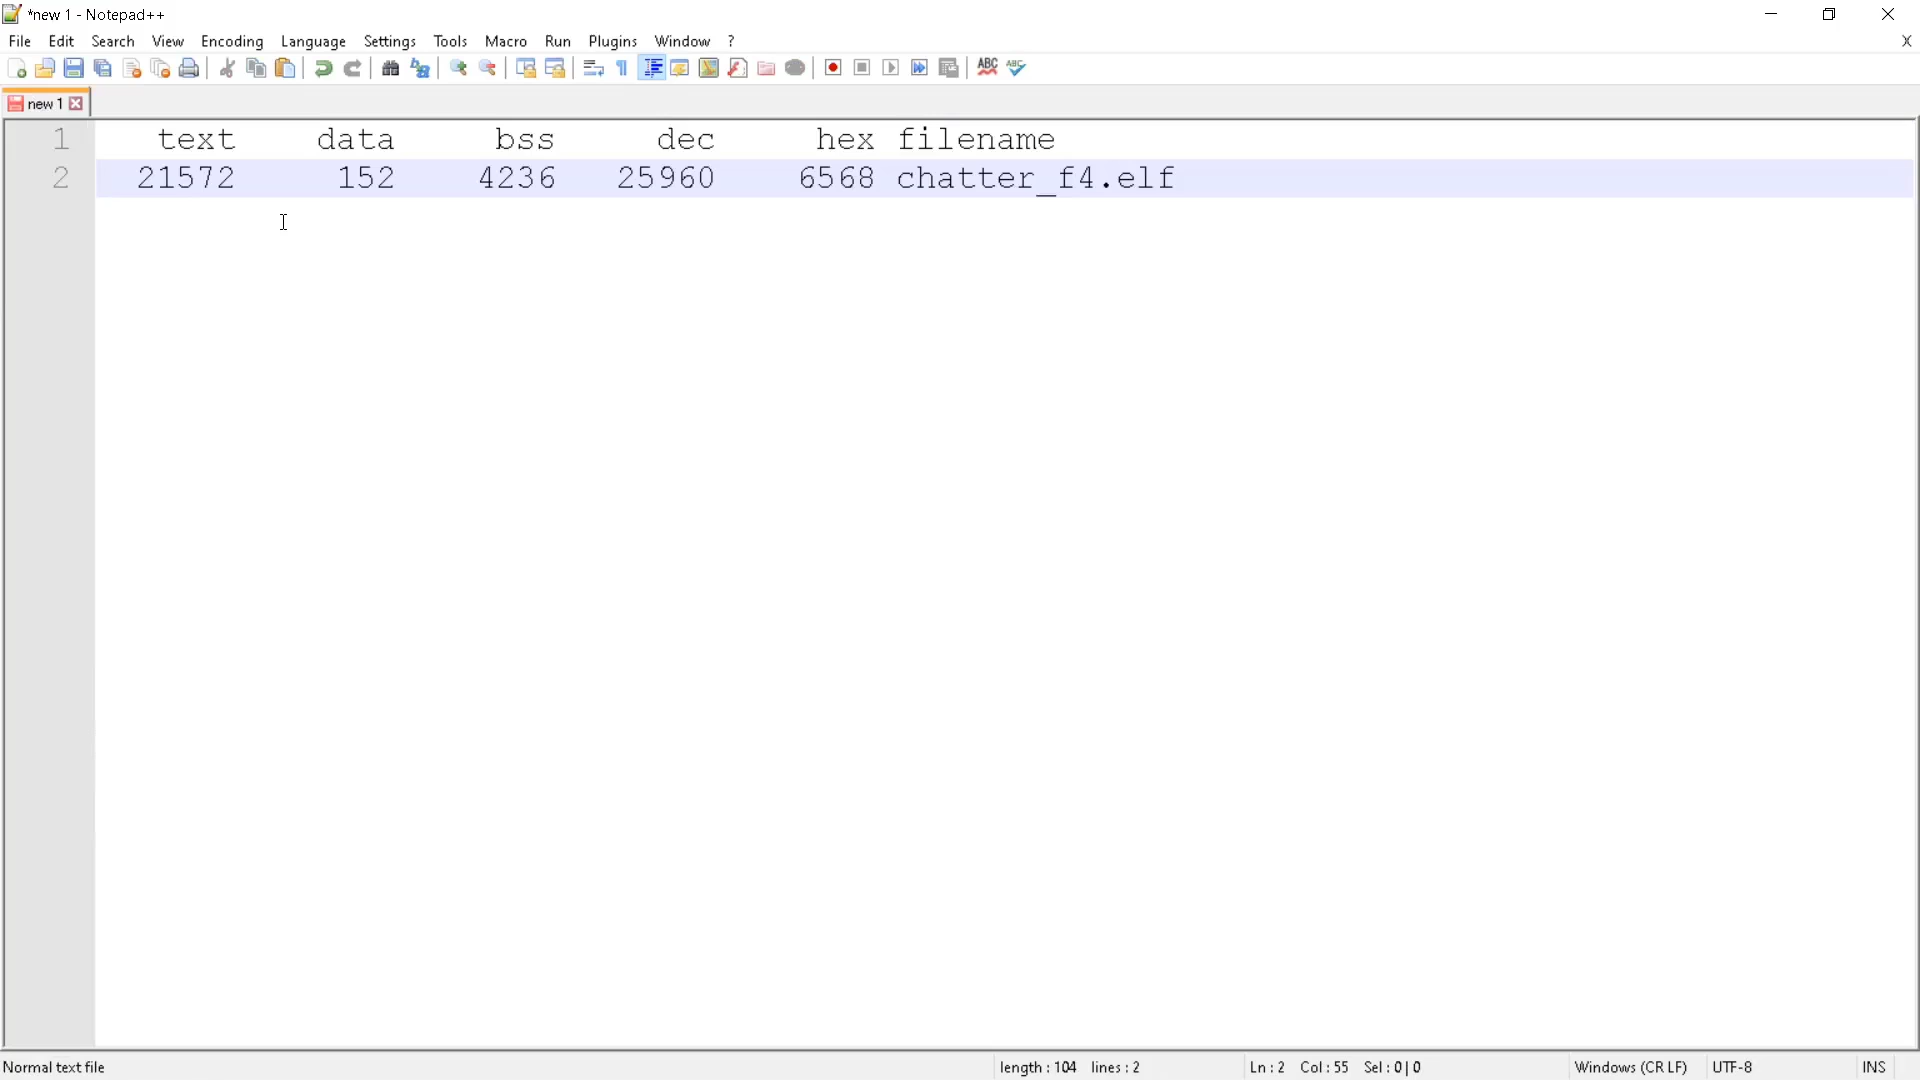 *new 1 - Notepad++
File Edit Search View Encoding Language Settings Tools Macro Run Plugins Window ? X
ABC ABC
new 1
1 text data bss dec hex filename
2 21572 152 4236 25960 6568 chatter_f4.elf
Normal text file length : 104 lines : 2 Ln : 2 Col : 55 Sel : 0 | 0 Windows (CR LF) UTF-8 INS